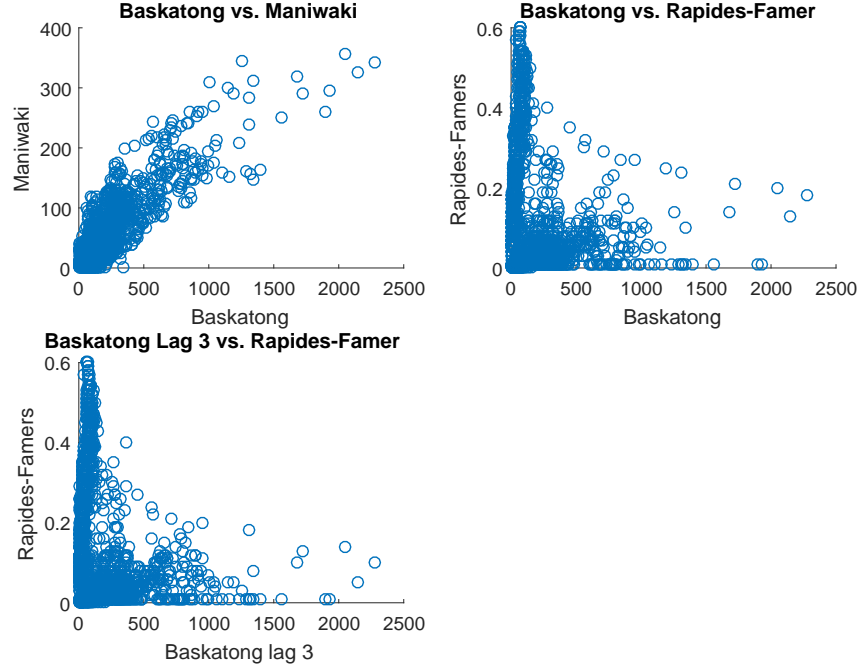 Baskatong vs. Maniwaki
400
300
200
100
0
0 500 1000 1500 2000 2500
Maniwaki
Baskatong
Baskatong vs. Rapides-Famer
0.6
0.4
0.2
0
0 500 1000 1500 2000 2500
Rapides-Famers
Baskatong
Baskatong Lag 3 vs. Rapides-Famer
0.6
0.4
0.2
0
0 500 1000 1500 2000 2500
Rapides-Famers
Baskatong lag 3